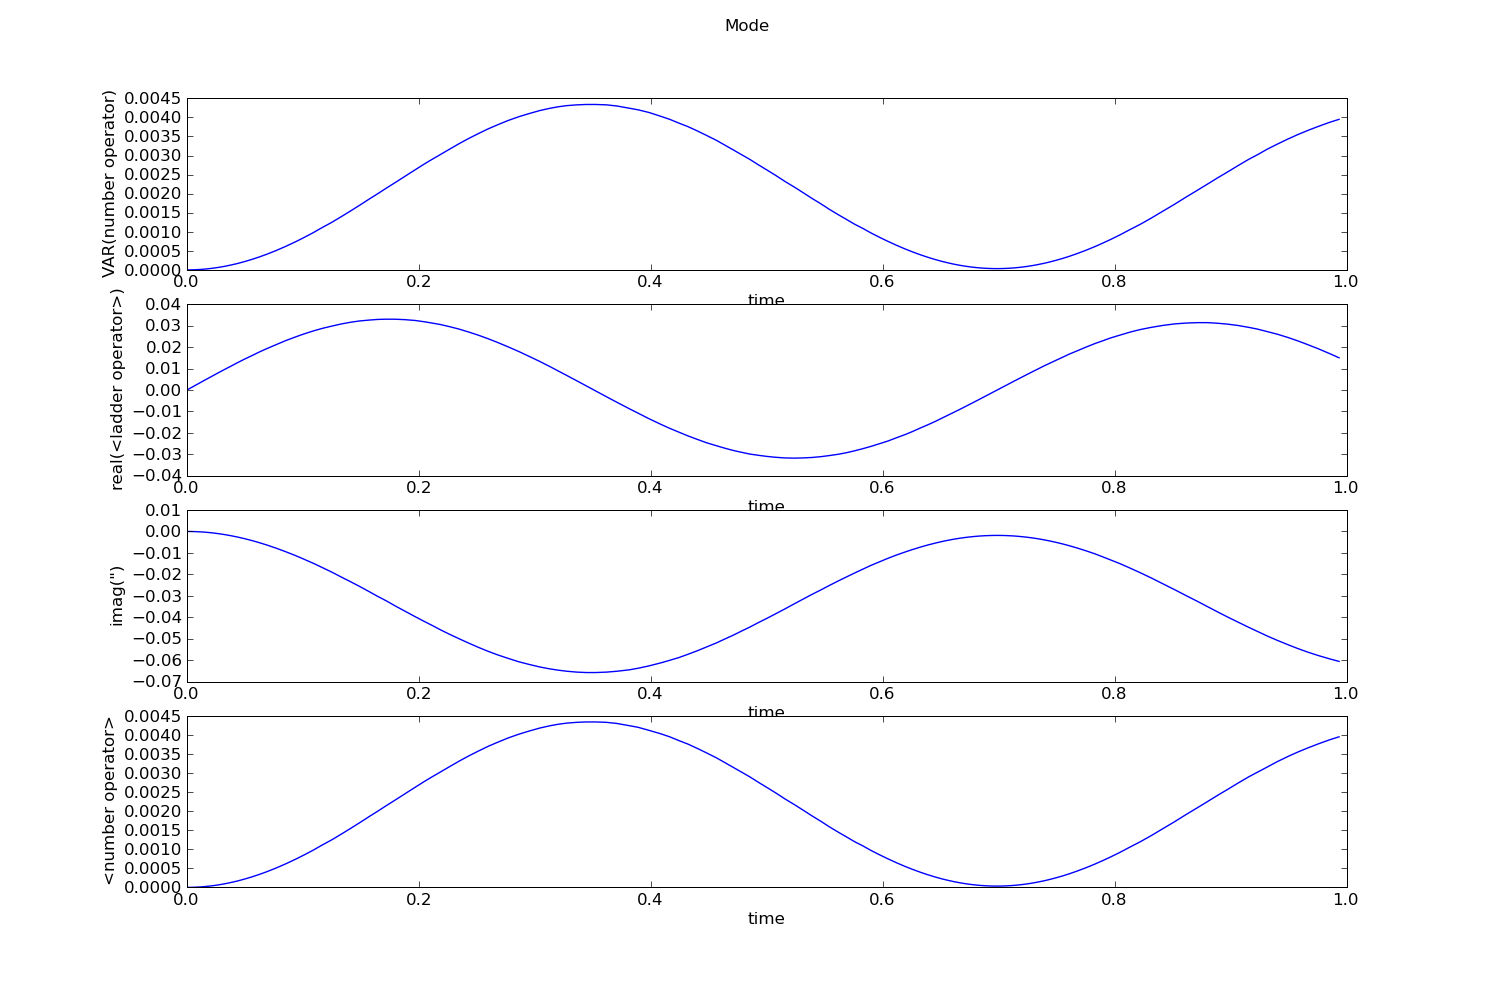 Mode
VAR(number operator)
0.0045
0.0040
0.0035
0.0030
0.0025
0.0020
0.0015
0.0010
0.0005
0.0000
0.0 0.2 0.4 0.6 0.8 1.0
time
real(<ladder operator>)
0.04
0.03
0.02
0.01
0.00
−0.01
−0.02
−0.03
−0.04
0.0 0.2 0.4 0.6 0.8 1.0
time
imag(")
0.01
0.00
−0.01
−0.02
−0.03
−0.04
−0.05
−0.06
−0.07
0.0 0.2 0.4 0.6 0.8 1.0
time
<number operator>
0.0045
0.0040
0.0035
0.0030
0.0025
0.0020
0.0015
0.0010
0.0005
0.0000
0.0 0.2 0.4 0.6 0.8 1.0
time